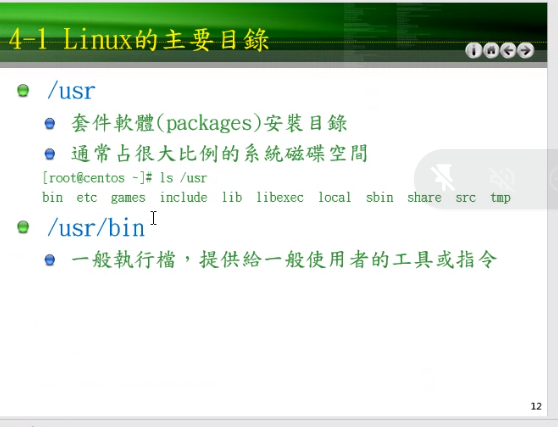 4-1 Linux的主要目錄
/usr
套件軟體(packages)安裝目錄
通常占很大比例的系統磁碟空間
[root@centos ~]# ls /usr
bin etc games include lib libexec local sbin share src tmp
/usr/bin
一般執行檔，提供給一般使用者的工具或指令
12